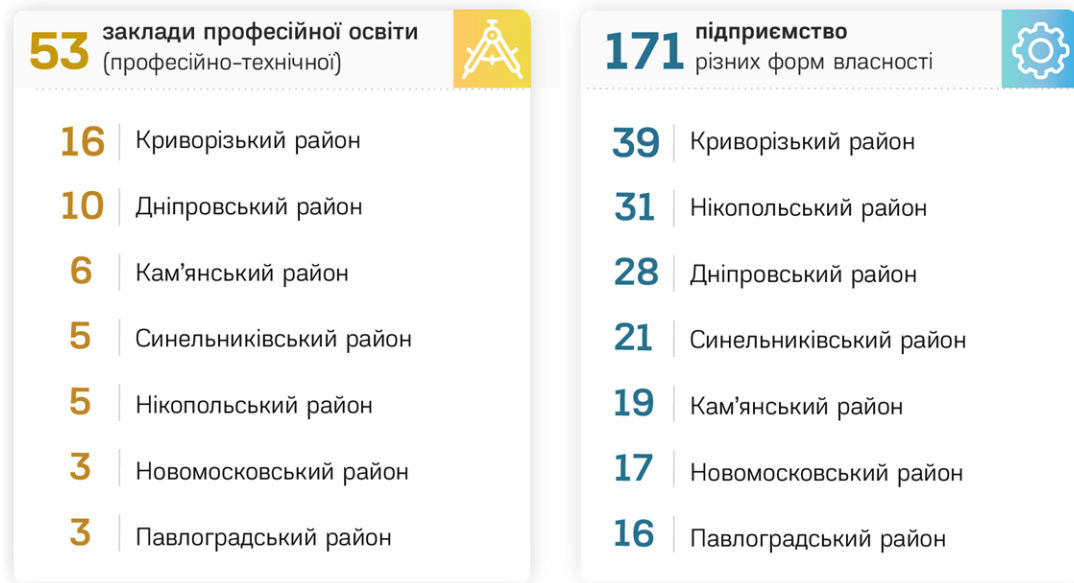 53 заклади професійної освіти
(професійно-технічної)
16 Криворізький район
10 Дніпровський район
6 Кам’янський район
5 Синельниківський район
5 Нікопольський район
3 Новомосковський район
3 Павлоградський район
171 підприємство
різних форм власності
39 Криворізький район
31 Нікопольський район
28 Дніпровський район
21 Синельниківський район
19 Кам’янський район
17 Новомосковський район
16 Павлоградський район